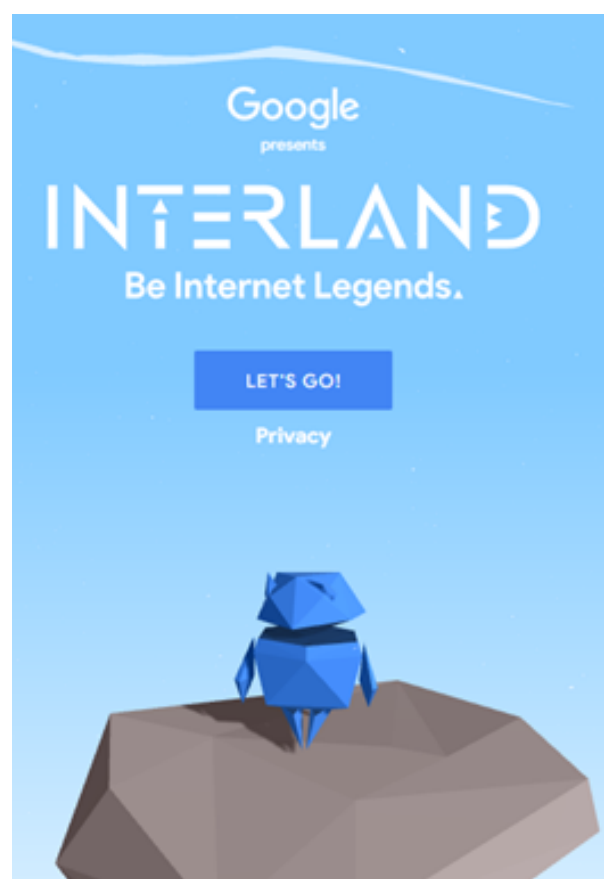 Google
presents
INTERLAND
Be Internet Legends.
LET'S GO!
Privacy